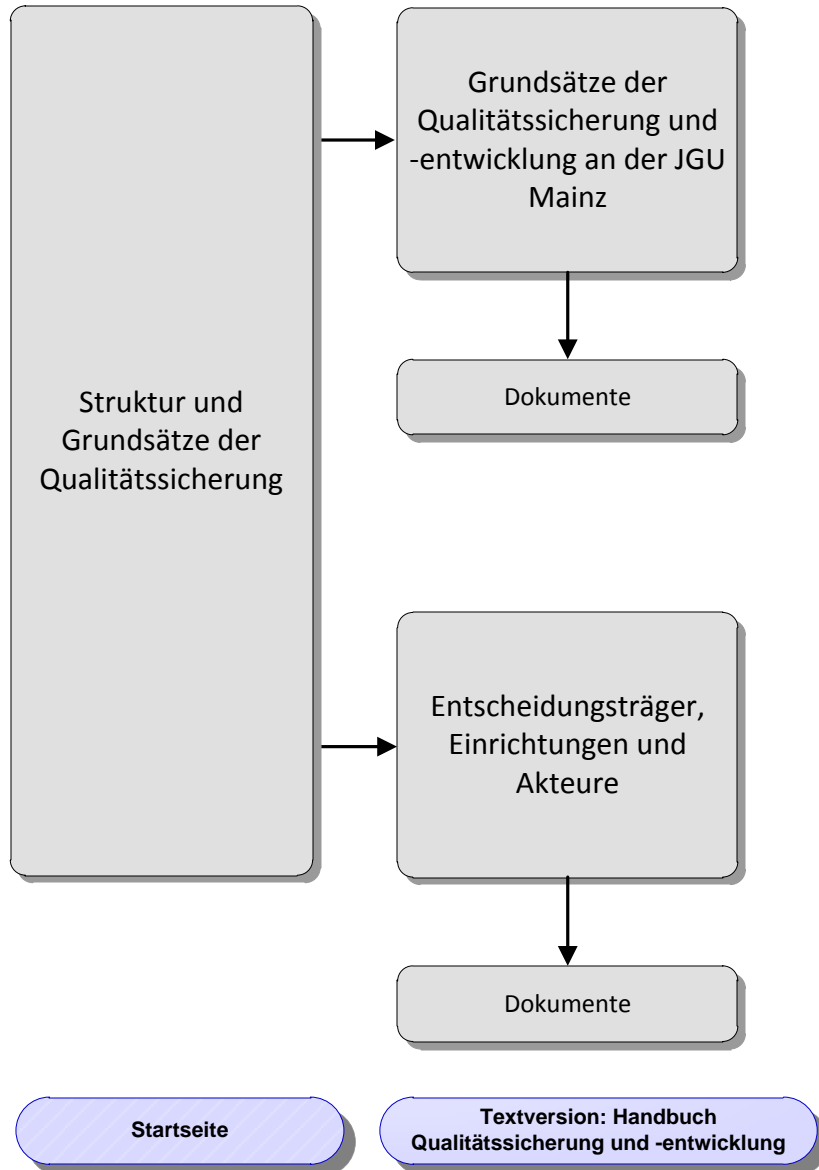 Struktur und
Grundsätze der
Qualitätssicherung
Grundsätze der
Qualitätssicherung und
-entwicklung an der JGU
Mainz
Dokumente
Entscheidungsträger,
Einrichtungen und
Akteure
Dokumente
Startseite
Textversion: Handbuch
Qualitätssicherung und -entwicklung